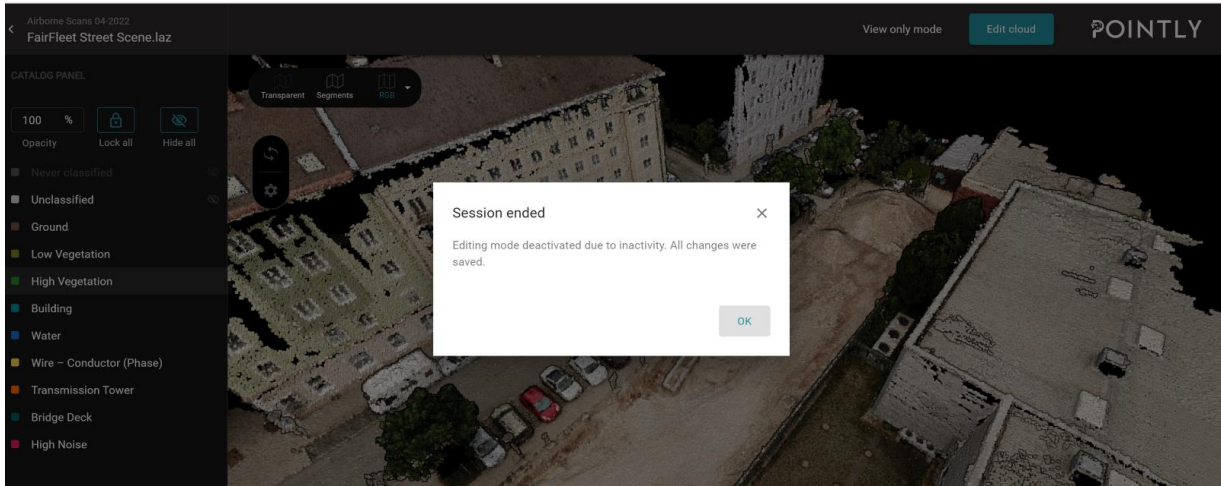 Airborne Scans 04-2022
FairFleet Street Scene.laz
View only mode
Edit cloud
POINTLY
CATALOG PANEL
Transparent
Segments
RGB
100 %
Opacity
Lock all
Hide all
Never classified
Unclassified
Ground
Low Vegetation
High Vegetation
Building
Water
Wire – Conductor (Phase)
Transmission Tower
Bridge Deck
High Noise
Session ended
Editing mode deactivated due to inactivity. All changes were
saved.
OK